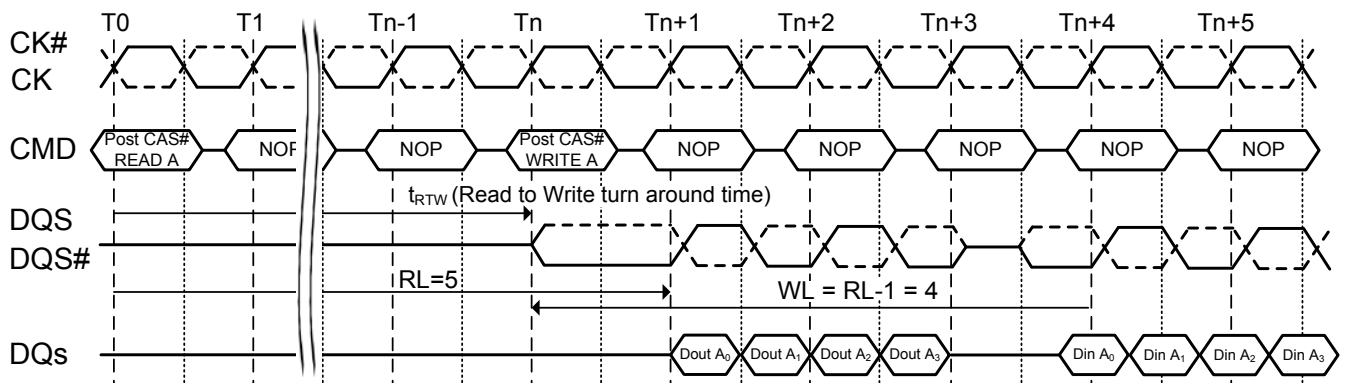 T0 T1 Tn-1 Tn Tn+1 Tn+2 Tn+3 Tn+4 Tn+5
CK#
CK
CMD Post CAS# READ A NOP NOP Post CAS# WRITE A NOP NOP NOP NOP NOP
tRTW (Read to Write turn around time)
DQS
DQS#
RL=5 WL = RL-1 = 4
DQs Dout A0 Dout A1 Dout A2 Dout A3 Din A0 Din A1 Din A2 Din A3